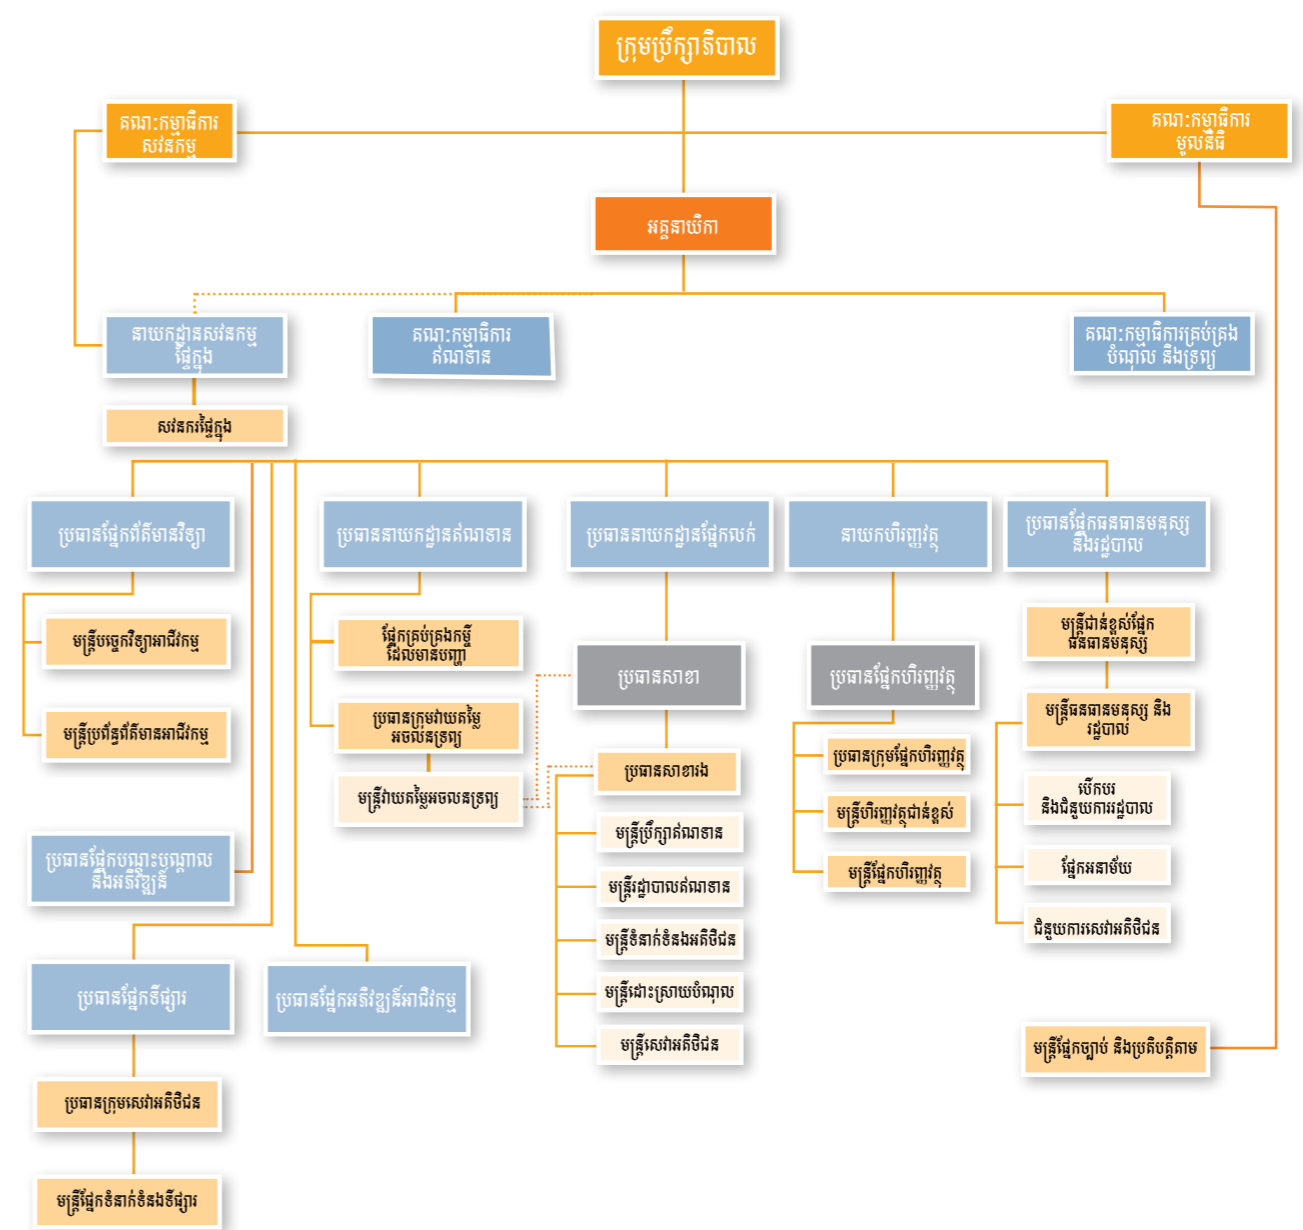 ក្រុមប្រឹក្សាភិបាល
គណៈកម្មាធិការ
សវនកម្ម
គណៈកម្មាធិការ
មូលនិធិ
អគ្គនាយិកា
នាយកដ្ឋានសវនកម្ម
ផ្ទៃក្នុង
គណៈកម្មាធិការ
ឥណទាន
គណៈកម្មាធិការគ្រប់គ្រង
បំណុល និងទ្រព្យ
សវនករផ្ទៃក្នុង
ប្រធានផ្នែកព័ត៌មានវិទ្យា
ប្រធាននាយកដ្ឋានឥណទាន
ប្រធាននាយកដ្ឋានផ្នែកលក់
នាយកហិរញ្ញវត្ថុ
ប្រធានផ្នែកធនធានមនុស្ស
និងរដ្ឋបាល
មន្ត្រីបច្ចេកវិទ្យាអាជីវកម្ម
មន្ត្រីប្រព័ន្ធព័ត៌មានអាជីវកម្ម
ផ្នែកគ្រប់គ្រងកម្ចី
ដែលមានបញ្ហា
ប្រធានក្រុមវាយតម្លៃ
អចលនទ្រព្យ
មន្ត្រីវាយតម្លៃអចលនទ្រព្យ
ប្រធានសាខា
ប្រធានសាខារង
មន្ត្រីប្រឹក្សាឥណទាន
មន្ត្រីរដ្ឋាបាលឥណទាន
មន្ត្រីទំនាក់ទំនងអតិថិជន
មន្ត្រីដោះស្រាយបំណុល
មន្ត្រីសេវាអតិថិជន
ប្រធានផ្នែកហិរញ្ញវត្ថុ
ប្រធានក្រុមផ្នែកហិរញ្ញវត្ថុ
មន្ត្រីហិរញ្ញវត្ថុជាន់ខ្ពស់
មន្ត្រីផ្នែកហិរញ្ញវត្ថុ
មន្ត្រីជាន់ខ្ពស់ផ្នែក
ធនធានមនុស្ស
មន្ត្រីធនធានមនុស្ស និង
រដ្ឋបាល
បើកបរ
និងជំនួយការរដ្ឋបាល
ផ្នែកអនាម័យ
ជំនួយការសេវាអតិថិជន
ប្រធានផ្នែកបណ្តុះបណ្តាល
និងអភិវឌ្ឍន៍
ប្រធានផ្នែកទីផ្សារ
ប្រធានផ្នែកអភិវឌ្ឍន៍អាជីវកម្ម
មន្ត្រីផ្នែកច្បាប់ និងប្រតិបត្តិតាម
ប្រធានក្រុមសេវាអតិថិជន
មន្ត្រីផ្នែកទំនាក់ទំនងទីផ្សារ